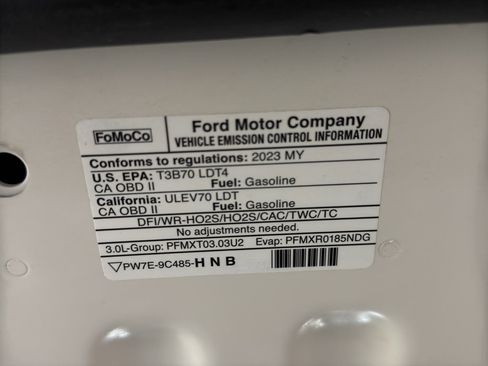 FoMoCo
Ford Motor Company
VEHICLE EMISSION CONTROL INFORMATION
Conforms to regulations: 2023 MY
U.S. EPA: T3B70 LDT4
CA OBD II Fuel: Gasoline
California: ULEV70 LDT
CA OBD II Fuel: Gasoline
DFI/WR-HO2S/HO2S/CAC/TWC/TC
No adjustments needed.
3.0L-Group: PFMXT03.03U2 Evap: PFMXR0185NDG
PW7E-9C485-HNB